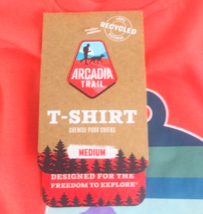 RECYCLED
ARCADIA
TRAIL
T-SHIRT
MEDIUM
DESIGNED FOR THE
FREEDOM TO EXPLORE